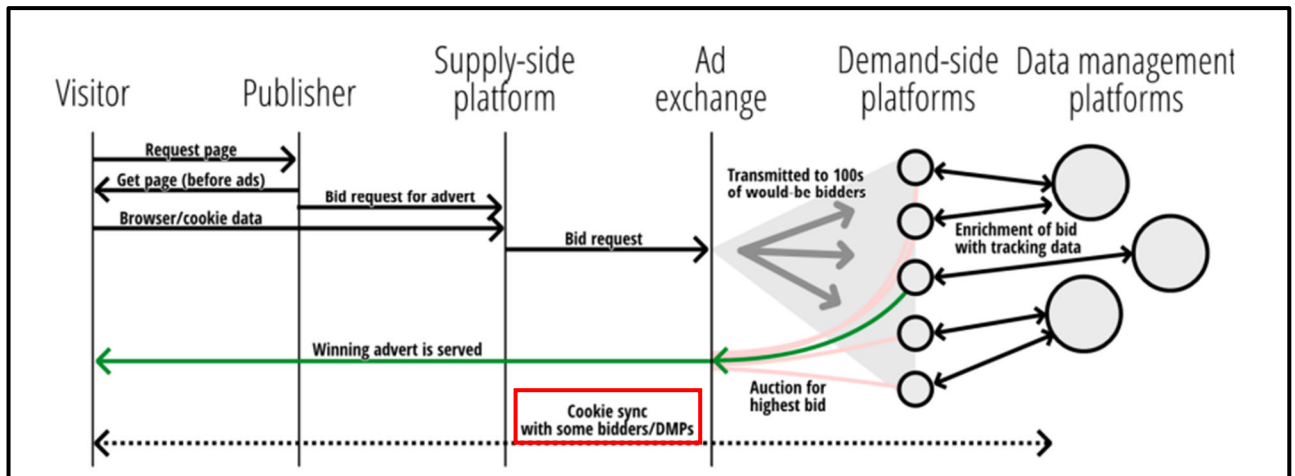 Visitor
Publisher
Supply-side
platform
Ad
exchange
Demand-side
platforms
Data management
platforms
Request page
Get page (before ads)
Bid request for advert
Browser/cookie data
Bid request
Transmitted to 100s
of would-be bidders
Enrichment of bid
with tracking data
Winning advert is served
Auction for
highest bid
Cookie sync
with some bidders/DMPs